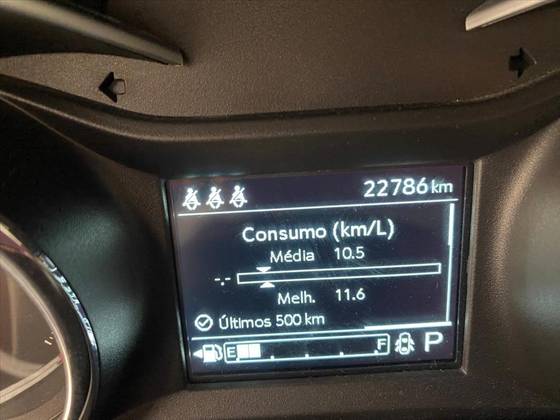 22786 km
Consumo (km/L)
Média 10.5
-.-
Melh. 11.6
Últimos 500 km
E F P